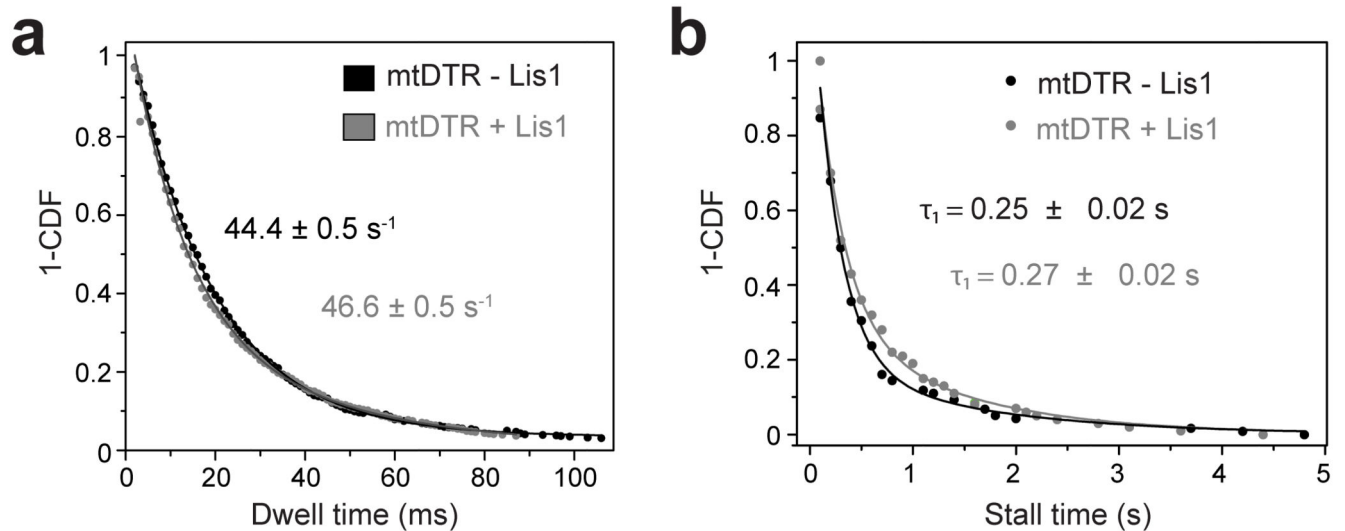 a
1
0.8
0.6
0.4
0.2
0
1-CDF
mtDTR - Lis1
mtDTR + Lis1
44.4 ± 0.5 s⁻¹
46.6 ± 0.5 s⁻¹
0 20 40 60 80 100
Dwell time (ms)
b
1
0.8
0.6
0.4
0.2
0
1-CDF
mtDTR - Lis1
mtDTR + Lis1
τ₁ = 0.25 ± 0.02 s
τ₁ = 0.27 ± 0.02 s
0 1 2 3 4 5
Stall time (s)